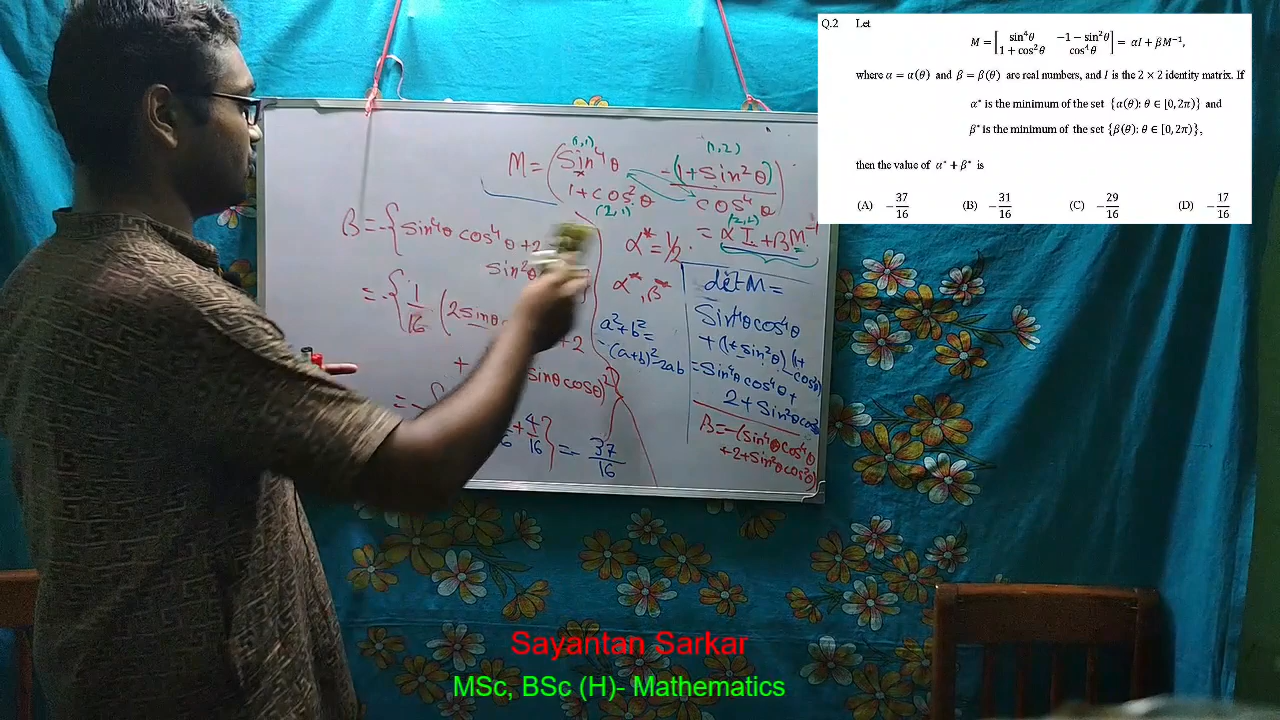 Q.2 Let
M = [ sin⁴θ  −1 − sin²θ
1 + cos²θ  cos⁴θ ] = αI + βM⁻¹,
where α = α(θ) and β = β(θ) are real numbers, and I is the 2 × 2 identity matrix. If
α* is the minimum of the set {α(θ): θ ∈ [0, 2π)} and
β* is the minimum of the set {β(θ): θ ∈ [0, 2π)},
then the value of α* + β* is
(A) −37/16 (B) −31/16 (C) −29/16 (D) −17/16
(1,1) (1,2)
M = ( Sin⁴θ  -(1+sin²θ)
1+cos²θ  cos⁴θ )
(2,1) (2,2)
= αI + βM⁻¹
β = -{ sin⁴θ cos⁴θ + 2
sin²θ
= -{ 1/16 (2sinθ + 2
+ sinθ cosθ)²
= -{
+ 4/16 } = - 37/16
α* = 1/2.
α*, β*
a²+b² =
(a+b)²-2ab
det M =
Sin⁴θ cos⁴θ
+ (1+sin²θ)(1+
cos²θ)
= Sin⁴θ cos⁴θ +
2 + Sin²θ cos²θ
β = -(sin⁴θ cos⁴θ
+2+sin²θ cos²θ)
Sayantan Sarkar
MSc, BSc (H)- Mathematics